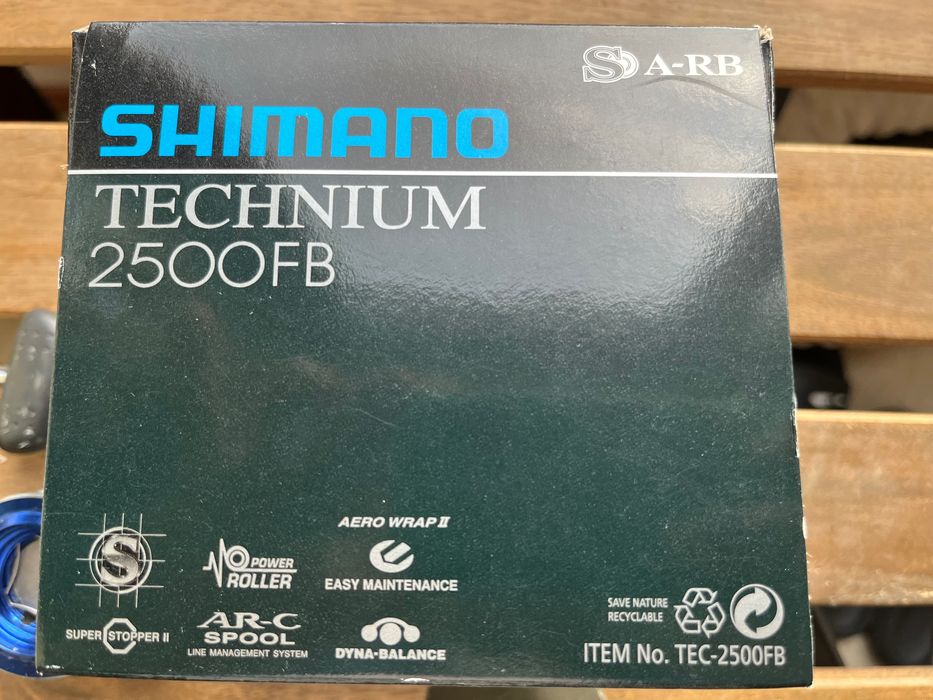 S A-RB
SHIMANO
TECHNIUM
2500FB
AERO WRAP II
S
POWER
ROLLER
EASY MAINTENANCE
SUPER STOPPER II
AR-C
SPOOL
LINE MANAGEMENT SYSTEM
DYNA-BALANCE
SAVE NATURE
RECYCLABLE
ITEM No. TEC-2500FB